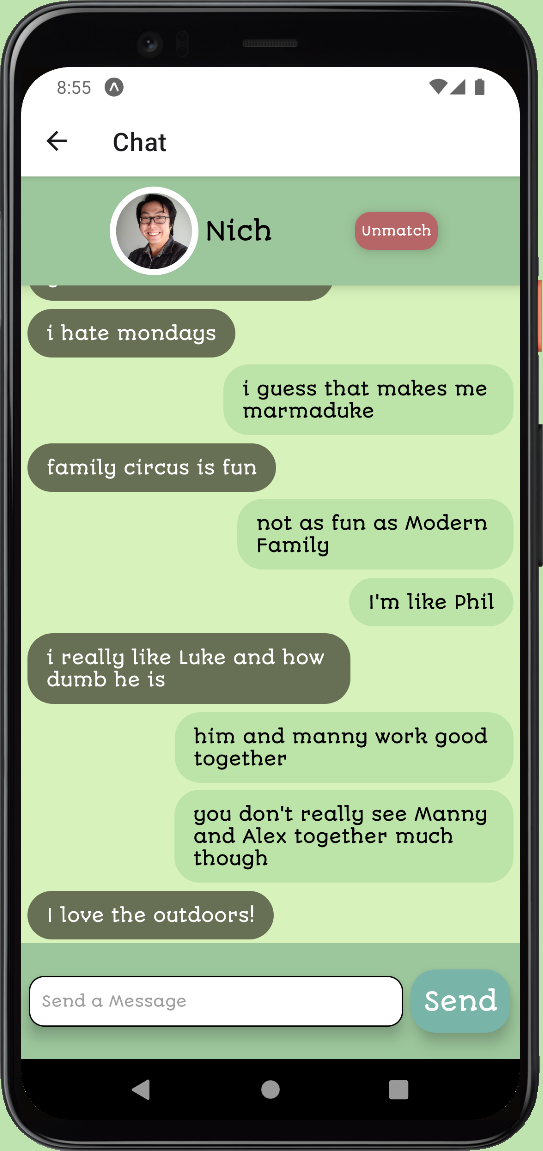 8:55
Chat
Nich
Unmatch
i hate mondays
i guess that makes me
marmaduke
family circus is fun
not as fun as Modern
Family
I'm like Phil
i really like Luke and how
dumb he is
him and manny work good
together
you don't really see Manny
and Alex together much
though
I love the outdoors!
Send a Message
Send